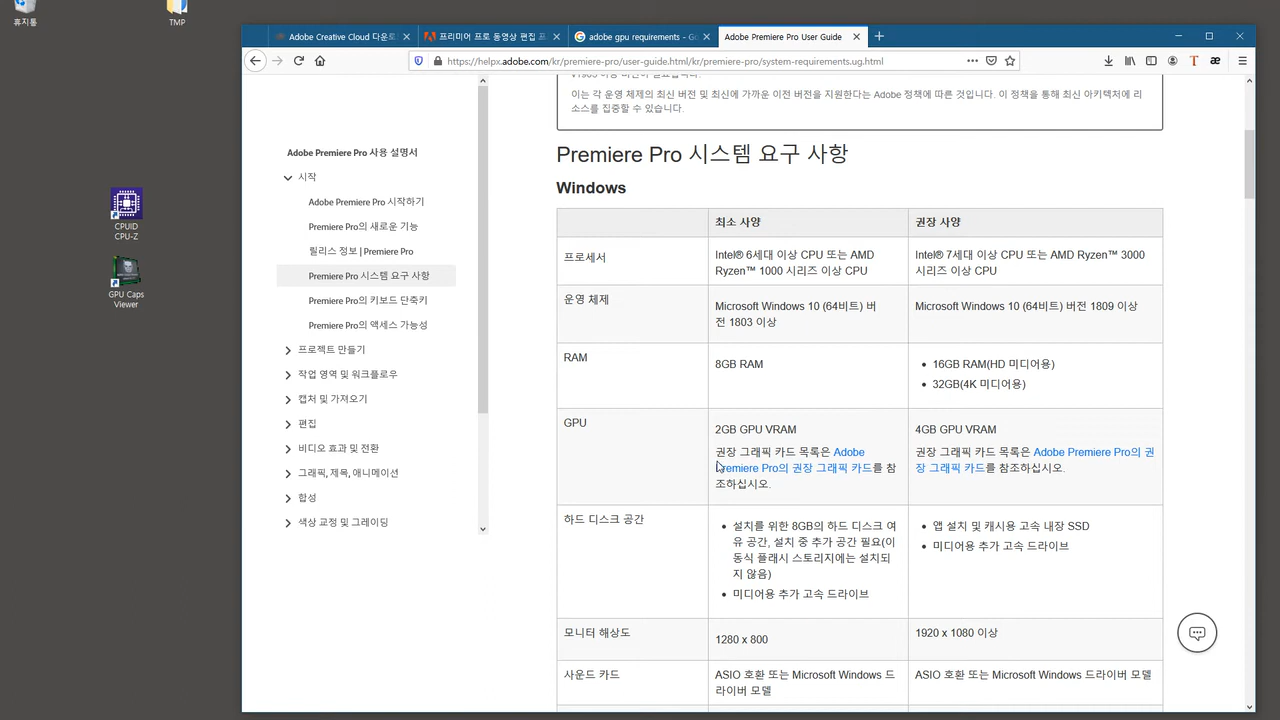 휴지통
TMP
CPUID
CPU-Z
GPU Caps
Viewer
Adobe Creative Cloud 다운로
프리미어 프로 동영상 편집 프
adobe gpu requirements - Go
Adobe Premiere Pro User Guide
https://helpx.adobe.com/kr/premiere-pro/user-guide.html/kr/premiere-pro/system-requirements.ug.html
이는 각 운영 체제의 최신 버전 및 최신에 가까운 이전 버전을 지원한다는 Adobe 정책에 따른 것입니다. 이 정책을 통해 최신 아키텍처에 리
소스를 집중할 수 있습니다.
Adobe Premiere Pro 사용 설명서
시작
Adobe Premiere Pro 시작하기
Premiere Pro의 새로운 기능
릴리스 정보 | Premiere Pro
Premiere Pro 시스템 요구 사항
Premiere Pro의 키보드 단축키
Premiere Pro의 액세스 가능성
프로젝트 만들기
작업 영역 및 워크플로우
캡처 및 가져오기
편집
비디오 효과 및 전환
그래픽, 제목, 애니메이션
합성
색상 교정 및 그레이딩
Premiere Pro 시스템 요구 사항
Windows
최소 사양
권장 사양
프로세서
Intel® 6세대 이상 CPU 또는 AMD
Ryzen™ 1000 시리즈 이상 CPU
Intel® 7세대 이상 CPU 또는 AMD Ryzen™ 3000
시리즈 이상 CPU
운영 체제
Microsoft Windows 10 (64비트) 버
전 1803 이상
Microsoft Windows 10 (64비트) 버전 1809 이상
RAM
8GB RAM
• 16GB RAM(HD 미디어용)
• 32GB(4K 미디어용)
GPU
2GB GPU VRAM
권장 그래픽 카드 목록은 Adobe
Premiere Pro의 권장 그래픽 카드를 참
조하십시오.
4GB GPU VRAM
권장 그래픽 카드 목록은 Adobe Premiere Pro의 권
장 그래픽 카드를 참조하십시오.
하드 디스크 공간
• 설치를 위한 8GB의 하드 디스크 여
유 공간, 설치 중 추가 공간 필요(이
동식 플래시 스토리지에는 설치되
지 않음)
• 미디어용 추가 고속 드라이브
• 앱 설치 및 캐시용 고속 내장 SSD
• 미디어용 추가 고속 드라이브
모니터 해상도
1280 x 800
1920 x 1080 이상
사운드 카드
ASIO 호환 또는 Microsoft Windows 드
라이버 모델
ASIO 호환 또는 Microsoft Windows 드라이버 모델